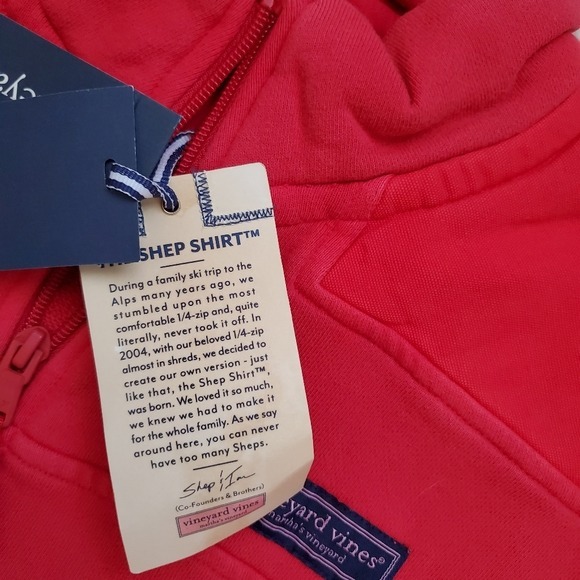 SHEP SHIRT™
During a family ski trip to the
Alps many years ago, we
stumbled upon the most
comfortable 1/4-zip and, quite
literally, never took it off. In
2004, with our beloved 1/4-zip
almost in shreds, we decided to
create our own version - just
like that, the Shep Shirt™,
was born. We loved it so much,
we knew we had to make it
for the whole family. As we say
around here, you can never
have too many Sheps.
Shep & Ian
(Co-Founders & Brothers)
vineyard vines
martha's vineyard
vineyard vines®
martha's vineyard